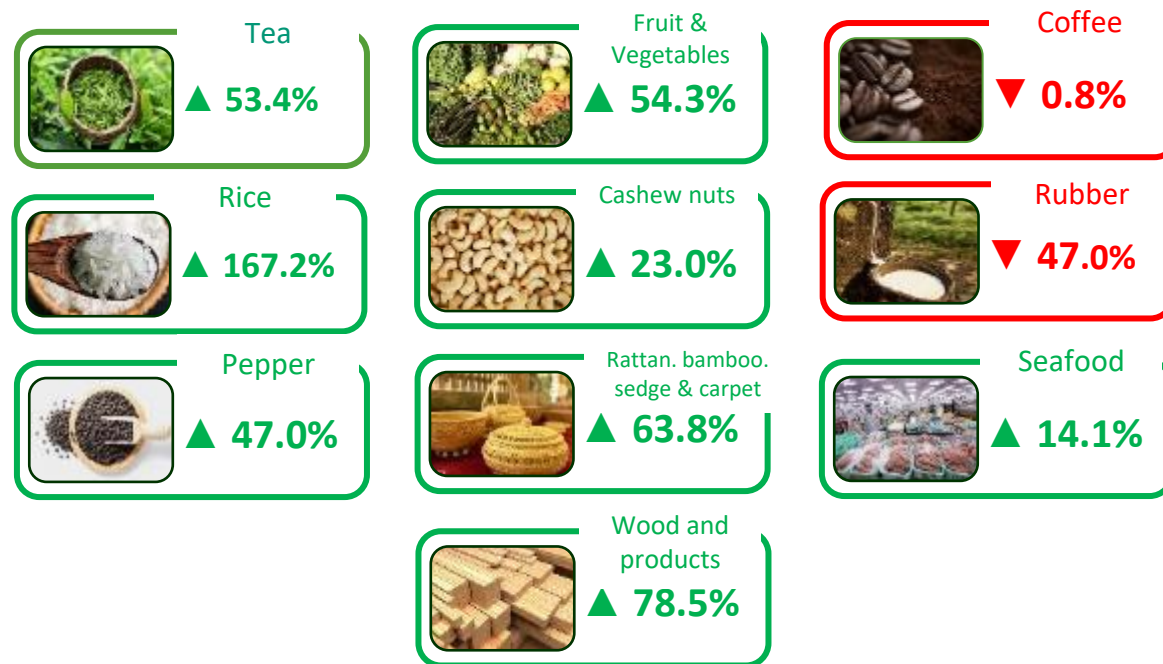 Tea
▲ 53.4%
Fruit &
Vegetables
▲ 54.3%
Coffee
▼ 0.8%
Rice
▲ 167.2%
Cashew nuts
▲ 23.0%
Rubber
▼ 47.0%
Pepper
▲ 47.0%
Rattan. bamboo.
sedge & carpet
▲ 63.8%
Seafood
▲ 14.1%
Wood and
products
▲ 78.5%